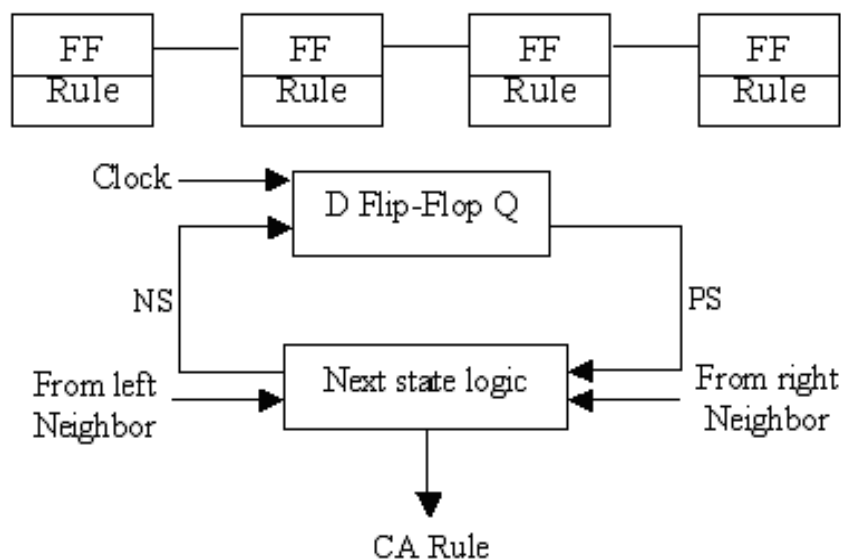 FF FF FF FF
Rule Rule Rule Rule
Clock
D Flip-Flop Q
NS
PS
From left
Neighbor
Next state logic
From right
Neighbor
CA Rule